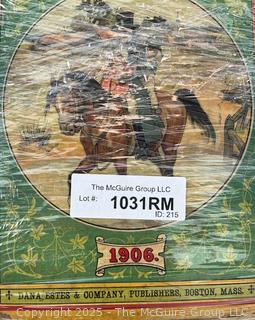 The McGuire Group LLC
Lot #: 1031RM
ID: 215
1906.
DANA, ESTES & COMPANY, PUBLISHERS, BOSTON, MASS.
Copyright © 2025 - The McGuire Group LLC